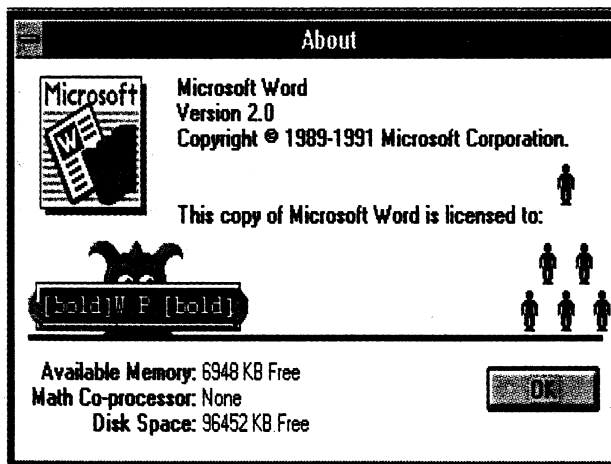 About
Microsoft
W
Microsoft Word
Version 2.0
Copyright © 1989-1991 Microsoft Corporation.
This copy of Microsoft Word is licensed to:
[bold]W P [bold]
Available Memory: 6948 KB Free
Math Co-processor: None
Disk Space: 96452 KB Free
OK